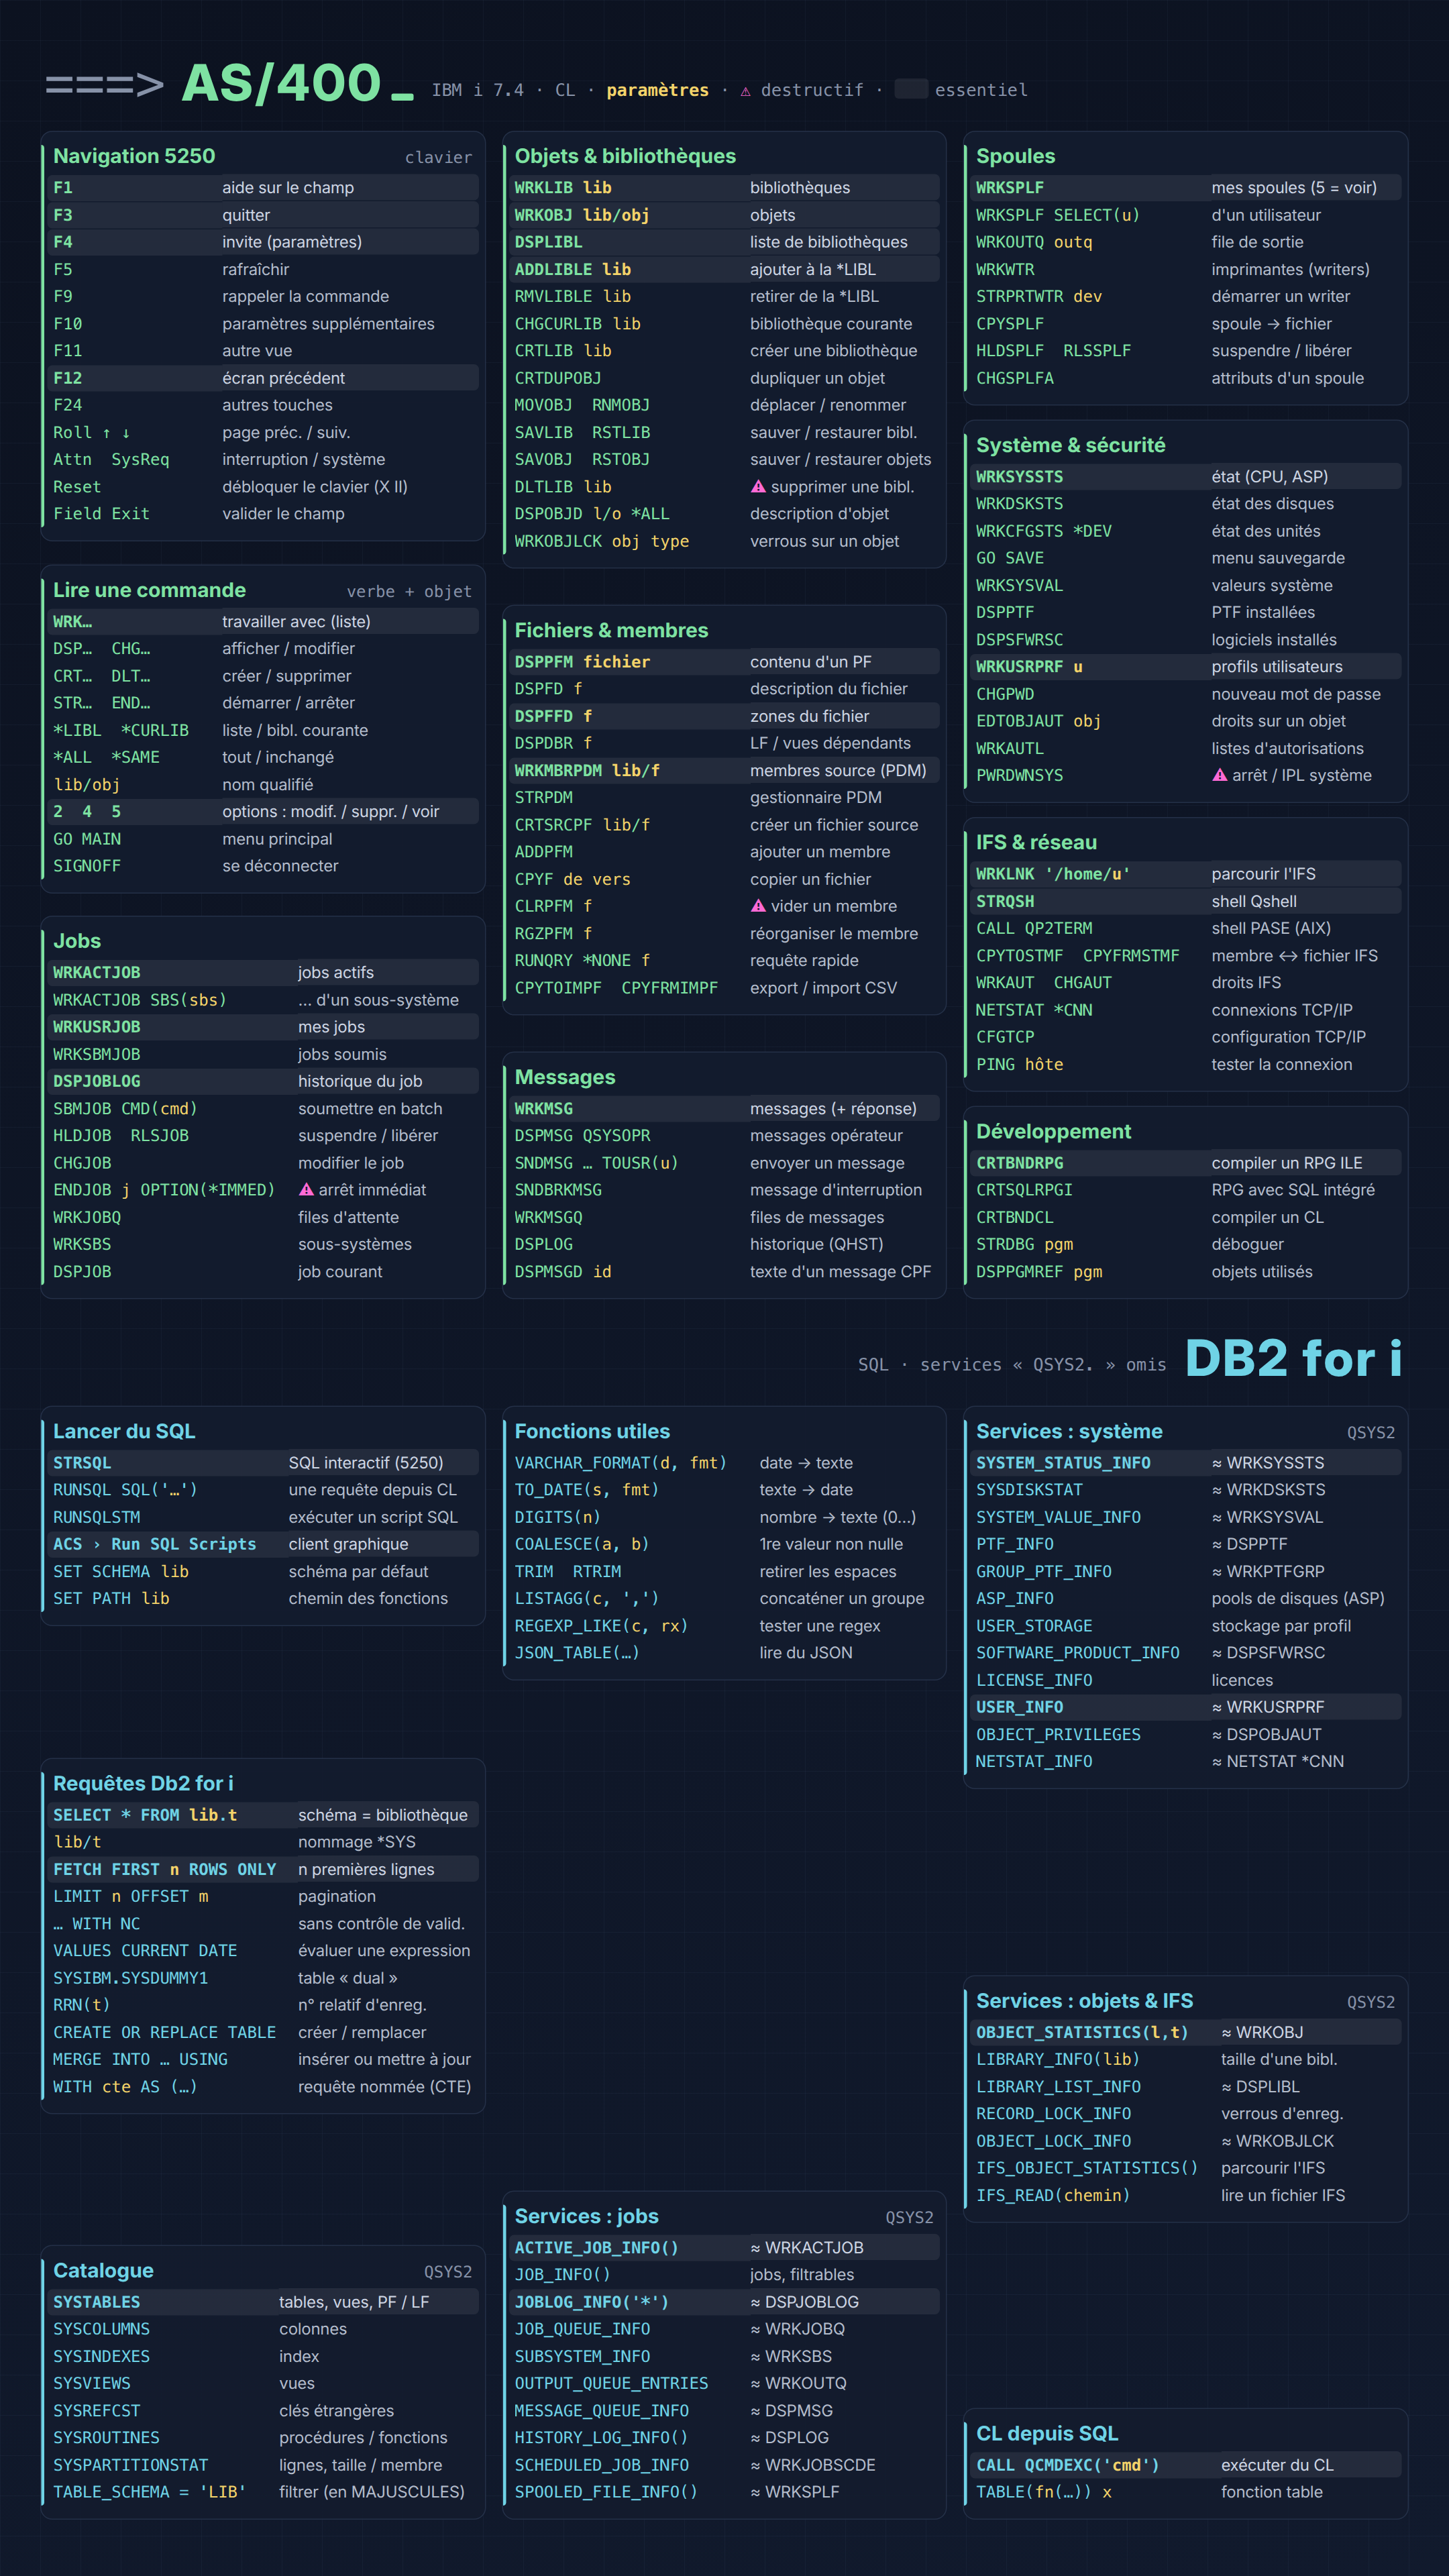 ===> AS/400_ IBM i 7.4 · CL · paramètres · ⚠ destructif · essentiel
Navigation 5250 clavier
F1 aide sur le champ
F3 quitter
F4 invite (paramètres)
F5 rafraîchir
F9 rappeler la commande
F10 paramètres supplémentaires
F11 autre vue
F12 écran précédent
F24 autres touches
Roll ↑ ↓ page préc. / suiv.
Attn SysReq interruption / système
Reset débloquer le clavier (X II)
Field Exit valider le champ
Lire une commande verbe + objet
WRK… travailler avec (liste)
DSP… CHG… afficher / modifier
CRT… DLT… créer / supprimer
STR… END… démarrer / arrêter
*LIBL *CURLIB liste / bibl. courante
*ALL *SAME tout / inchangé
lib/obj nom qualifié
2 4 5 options : modif. / suppr. / voir
GO MAIN menu principal
SIGNOFF se déconnecter
Jobs
WRKACTJOB jobs actifs
WRKACTJOB SBS(sbs) … d'un sous-système
WRKUSRJOB mes jobs
WRKSBMJOB jobs soumis
DSPJOBLOG historique du job
SBMJOB CMD(cmd) soumettre en batch
HLDJOB RLSJOB suspendre / libérer
CHGJOB modifier le job
ENDJOB j OPTION(*IMMED) ⚠ arrêt immédiat
WRKJOBQ files d'attente
WRKSBS sous-systèmes
DSPJOB job courant
Objets & bibliothèques
WRKLIB lib bibliothèques
WRKOBJ lib/obj objets
DSPLIBL liste de bibliothèques
ADDLIBLE lib ajouter à la *LIBL
RMVLIBLE lib retirer de la *LIBL
CHGCURLIB lib bibliothèque courante
CRTLIB lib créer une bibliothèque
CRTDUPOBJ dupliquer un objet
MOVOBJ RNMOBJ déplacer / renommer
SAVLIB RSTLIB sauver / restaurer bibl.
SAVOBJ RSTOBJ sauver / restaurer objets
DLTLIB lib ⚠ supprimer une bibl.
DSPOBJD l/o *ALL description d'objet
WRKOBJLCK obj type verrous sur un objet
Fichiers & membres
DSPPFM fichier contenu d'un PF
DSPFD f description du fichier
DSPFFD f zones du fichier
DSPDBR f LF / vues dépendants
WRKMBRPDM lib/f membres source (PDM)
STRPDM gestionnaire PDM
CRTSRCPF lib/f créer un fichier source
ADDPFM ajouter un membre
CPYF de vers copier un fichier
CLRPFM f ⚠ vider un membre
RGZPFM f réorganiser le membre
RUNQRY *NONE f requête rapide
CPYTOIMPF CPYFRMIMPF export / import CSV
Messages
WRKMSG messages (+ réponse)
DSPMSG QSYSOPR messages opérateur
SNDMSG … TOUSR(u) envoyer un message
SNDBRKMSG message d'interruption
WRKMSGQ files de messages
DSPLOG historique (QHST)
DSPMSGD id texte d'un message CPF
Spoules
WRKSPLF mes spoules (5 = voir)
WRKSPLF SELECT(u) d'un utilisateur
WRKOUTQ outq file de sortie
WRKWTR imprimantes (writers)
STRPRTWTR dev démarrer un writer
CPYSPLF spoule → fichier
HLDSPLF RLSSPLF suspendre / libérer
CHGSPLFA attributs d'un spoule
Système & sécurité
WRKSYSSTS état (CPU, ASP)
WRKDSKSTS état des disques
WRKCFGSTS *DEV état des unités
GO SAVE menu sauvegarde
WRKSYSVAL valeurs système
DSPPTF PTF installées
DSPSFWRSC logiciels installés
WRKUSRPRF u profils utilisateurs
CHGPWD nouveau mot de passe
EDTOBJAUT obj droits sur un objet
WRKAUTL listes d'autorisations
PWRDWNSYS ⚠ arrêt / IPL système
IFS & réseau
WRKLNK '/home/u' parcourir l'IFS
STRQSH shell Qshell
CALL QP2TERM shell PASE (AIX)
CPYTOSTMF CPYFRMSTMF membre ↔ fichier IFS
WRKAUT CHGAUT droits IFS
NETSTAT *CNN connexions TCP/IP
CFGTCP configuration TCP/IP
PING hôte tester la connexion
Développement
CRTBNDRPG compiler un RPG ILE
CRTSQLRPGI RPG avec SQL intégré
CRTBNDCL compiler un CL
STRDBG pgm déboguer
DSPPGMREF pgm objets utilisés
SQL · services « QSYS2. » omis DB2 for i
Lancer du SQL
STRSQL SQL interactif (5250)
RUNSQL SQL('…') une requête depuis CL
RUNSQLSTM exécuter un script SQL
ACS › Run SQL Scripts client graphique
SET SCHEMA lib schéma par défaut
SET PATH lib chemin des fonctions
Requêtes Db2 for i
SELECT * FROM lib.t schéma = bibliothèque
lib/t nommage *SYS
FETCH FIRST n ROWS ONLY n premières lignes
LIMIT n OFFSET m pagination
… WITH NC sans contrôle de valid.
VALUES CURRENT DATE évaluer une expression
SYSIBM.SYSDUMMY1 table « dual »
RRN(t) n° relatif d'enreg.
CREATE OR REPLACE TABLE créer / remplacer
MERGE INTO … USING insérer ou mettre à jour
WITH cte AS (…) requête nommée (CTE)
Catalogue QSYS2
SYSTABLES tables, vues, PF / LF
SYSCOLUMNS colonnes
SYSINDEXES index
SYSVIEWS vues
SYSREFCST clés étrangères
SYSROUTINES procédures / fonctions
SYSPARTITIONSTAT lignes, taille / membre
TABLE_SCHEMA = 'LIB' filtrer (en MAJUSCULES)
Fonctions utiles
VARCHAR_FORMAT(d, fmt) date → texte
TO_DATE(s, fmt) texte → date
DIGITS(n) nombre → texte (0…)
COALESCE(a, b) 1re valeur non nulle
TRIM RTRIM retirer les espaces
LISTAGG(c, ',') concaténer un groupe
REGEXP_LIKE(c, rx) tester une regex
JSON_TABLE(…) lire du JSON
Services : jobs QSYS2
ACTIVE_JOB_INFO() ≈ WRKACTJOB
JOB_INFO() jobs, filtrables
JOBLOG_INFO('*') ≈ DSPJOBLOG
JOB_QUEUE_INFO ≈ WRKJOBQ
SUBSYSTEM_INFO ≈ WRKSBS
OUTPUT_QUEUE_ENTRIES ≈ WRKOUTQ
MESSAGE_QUEUE_INFO ≈ DSPMSG
HISTORY_LOG_INFO() ≈ DSPLOG
SCHEDULED_JOB_INFO ≈ WRKJOBSCDE
SPOOLED_FILE_INFO() ≈ WRKSPLF
Services : système QSYS2
SYSTEM_STATUS_INFO ≈ WRKSYSSTS
SYSDISKSTAT ≈ WRKDSKSTS
SYSTEM_VALUE_INFO ≈ WRKSYSVAL
PTF_INFO ≈ DSPPTF
GROUP_PTF_INFO ≈ WRKPTFGRP
ASP_INFO pools de disques (ASP)
USER_STORAGE stockage par profil
SOFTWARE_PRODUCT_INFO ≈ DSPSFWRSC
LICENSE_INFO licences
USER_INFO ≈ WRKUSRPRF
OBJECT_PRIVILEGES ≈ DSPOBJAUT
NETSTAT_INFO ≈ NETSTAT *CNN
Services : objets & IFS QSYS2
OBJECT_STATISTICS(l,t) ≈ WRKOBJ
LIBRARY_INFO(lib) taille d'une bibl.
LIBRARY_LIST_INFO ≈ DSPLIBL
RECORD_LOCK_INFO verrous d'enreg.
OBJECT_LOCK_INFO ≈ WRKOBJLCK
IFS_OBJECT_STATISTICS() parcourir l'IFS
IFS_READ(chemin) lire un fichier IFS
CL depuis SQL
CALL QCMDEXC('cmd') exécuter du CL
TABLE(fn(…)) x fonction table